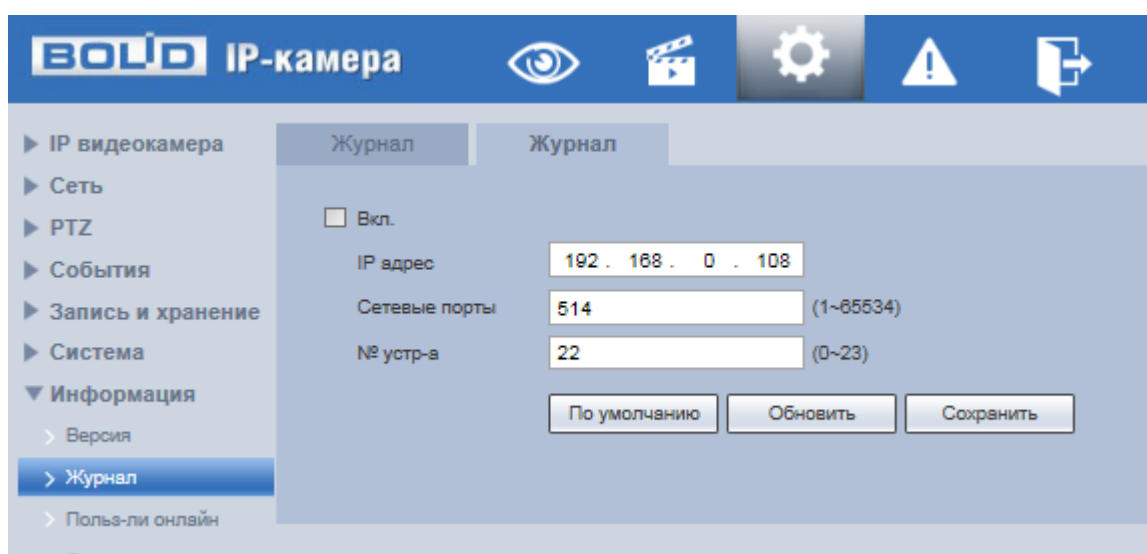 BOLID IP-камера
IP видеокамера
Сеть
PTZ
События
Запись и хранение
Система
Информация
Версия
Журнал
Польз-ли онлайн
Журнал Журнал
Вкл.
IP адрес 192 . 168 . 0 . 108
Сетевые порты 514 (1~65534)
№ устр-а 22 (0~23)
По умолчанию Обновить Сохранить